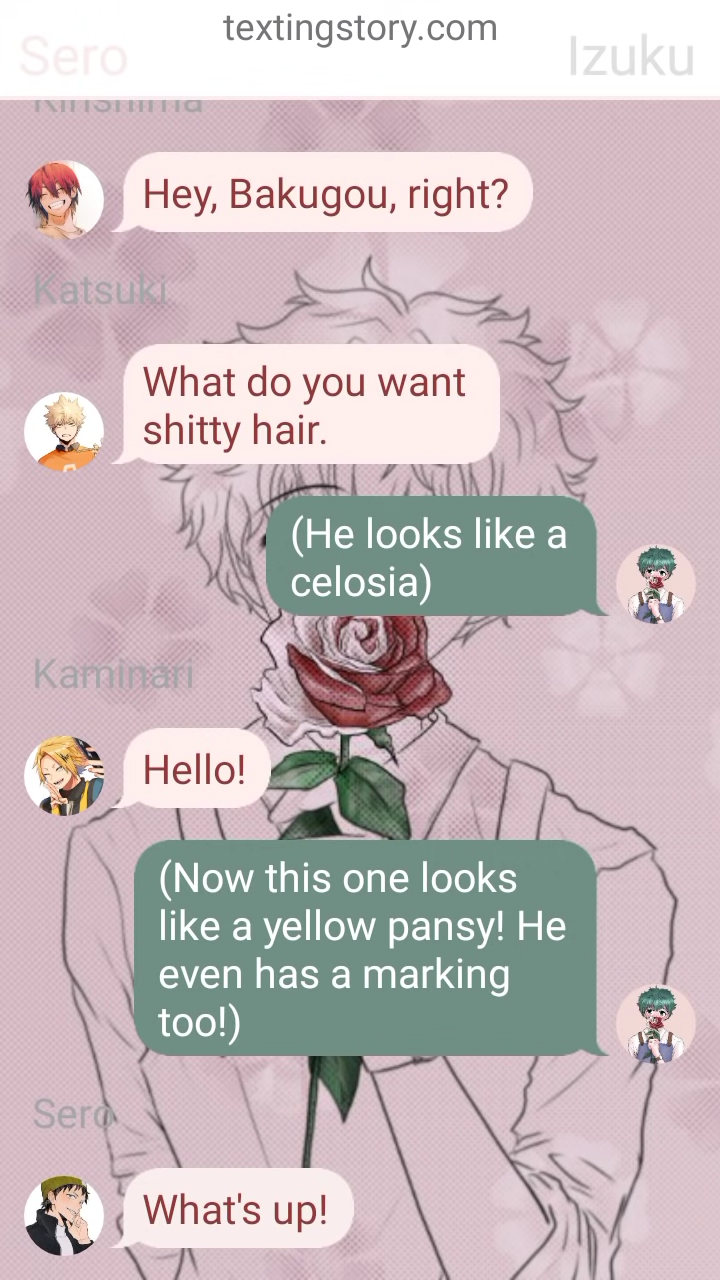 textingstory.com
Sero
Izuku
Kirishima
Hey, Bakugou, right?
Katsuki
What do you want
shitty hair.
(He looks like a
celosia)
Kaminari
Hello!
(Now this one looks
like a yellow pansy! He
even has a marking
too!)
Sero
What's up!